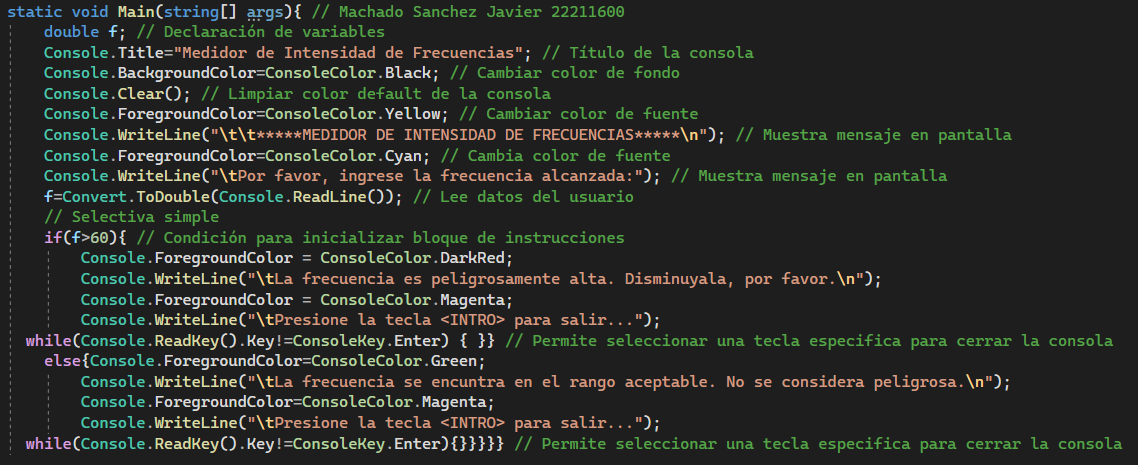 static void Main(string[] args){ // Machado Sanchez Javier 22211600
double f; // Declaración de variables
Console.Title="Medidor de Intensidad de Frecuencias"; // Título de la consola
Console.BackgroundColor=ConsoleColor.Black; // Cambiar color de fondo
Console.Clear(); // Limpiar color default de la consola
Console.ForegroundColor=ConsoleColor.Yellow; // Cambiar color de fuente
Console.WriteLine("\t\t*****MEDIDOR DE INTENSIDAD DE FRECUENCIAS*****\n"); // Muestra mensaje en pantalla
Console.ForegroundColor=ConsoleColor.Cyan; // Cambia color de fuente
Console.WriteLine("\tPor favor, ingrese la frecuencia alcanzada:"); // Muestra mensaje en pantalla
f=Convert.ToDouble(Console.ReadLine()); // Lee datos del usuario
// Selectiva simple
if(f>60){ // Condición para inicializar bloque de instrucciones
Console.ForegroundColor = ConsoleColor.DarkRed;
Console.WriteLine("\tLa frecuencia es peligrosamente alta. Disminuyala, por favor.\n");
Console.ForegroundColor = ConsoleColor.Magenta;
Console.WriteLine("\tPresione la tecla <INTRO> para salir...");
while(Console.ReadKey().Key!=ConsoleKey.Enter) { }} // Permite seleccionar una tecla especifica para cerrar la consola
else{Console.ForegroundColor=ConsoleColor.Green;
Console.WriteLine("\tLa frecuencia se encuntra en el rango aceptable. No se considera peligrosa.\n");
Console.ForegroundColor=ConsoleColor.Magenta;
Console.WriteLine("\tPresione la tecla <INTRO> para salir...");
while(Console.ReadKey().Key!=ConsoleKey.Enter){}}}}} // Permite seleccionar una tecla especifica para cerrar la consola